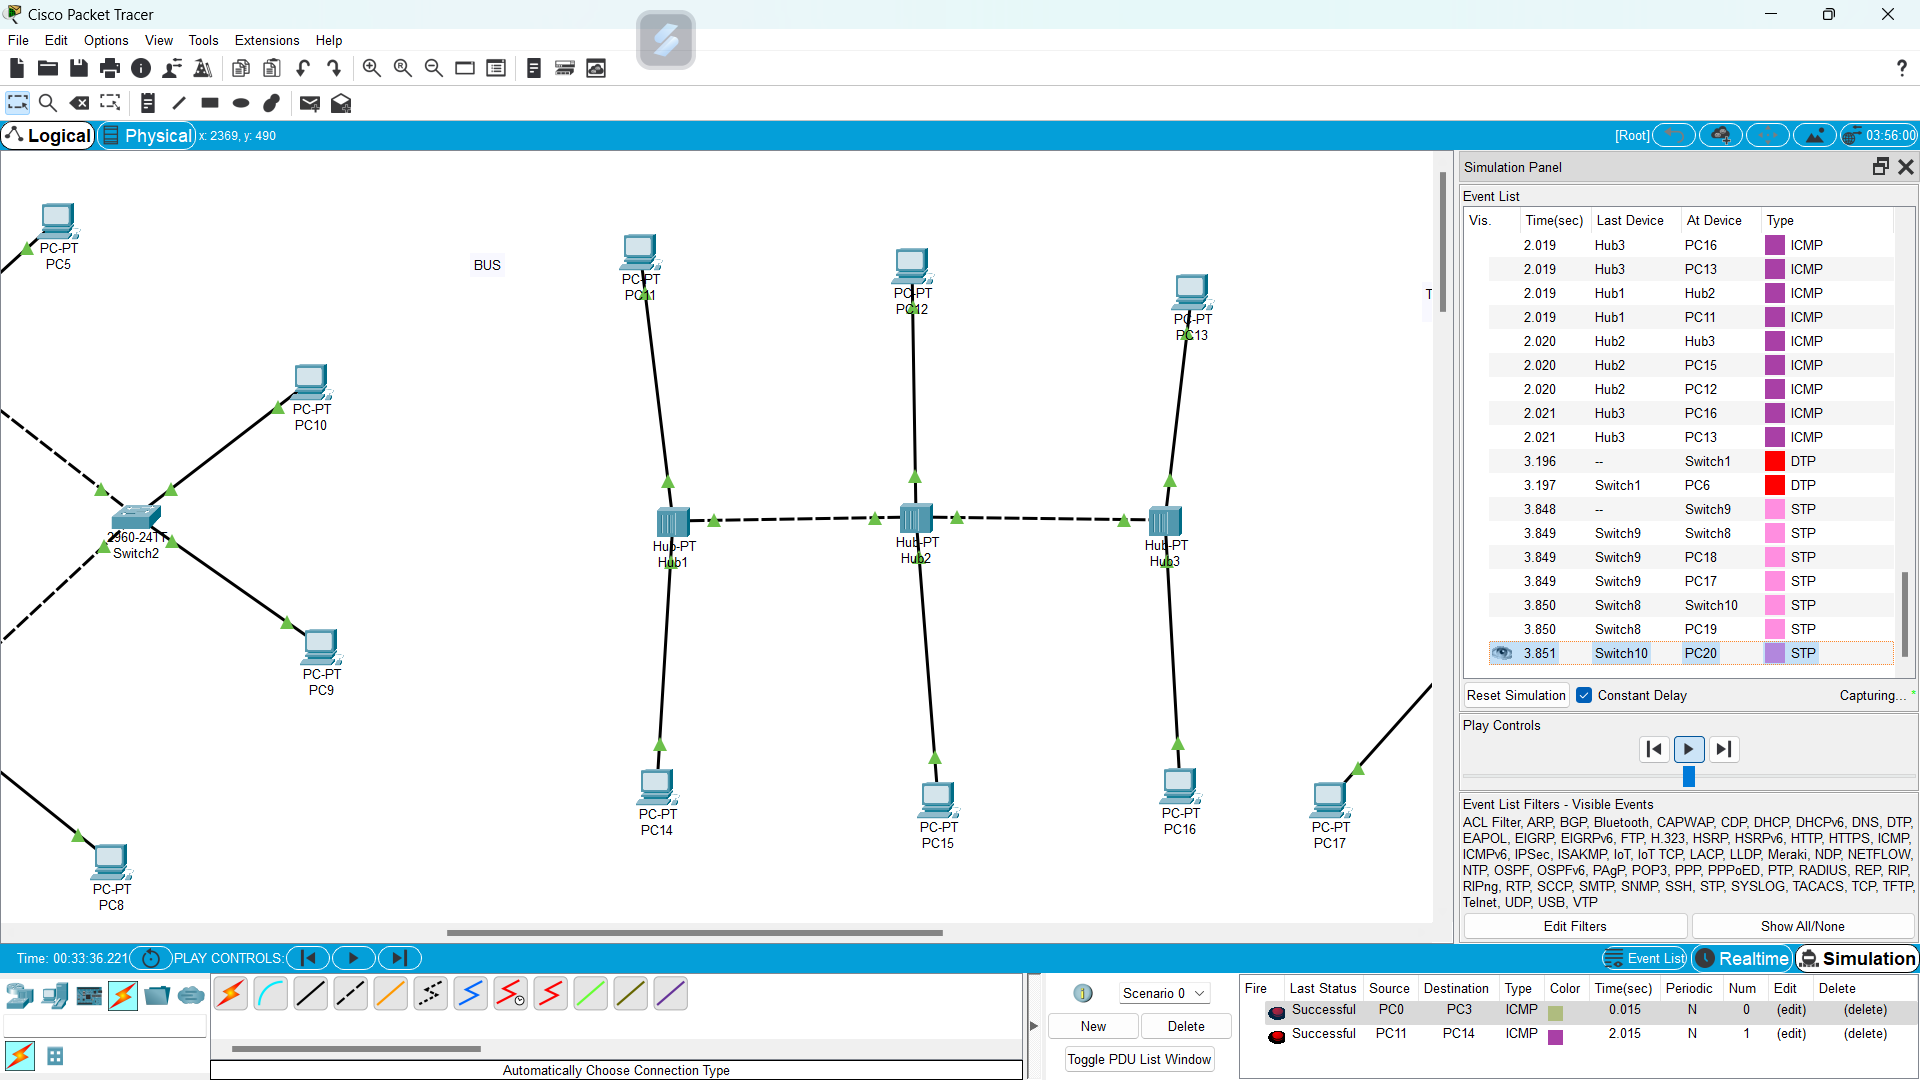 Cisco Packet Tracer
File Edit Options View Tools Extensions Help
Logical Physical x: 2369, y: 490 [Root] 03:56:00
PC-PT
PC5
PC-PT
PC10
2960-24TT
Switch2
PC-PT
PC9
PC-PT
PC8
BUS
PC-PT
PC11
PC-PT
PC12
PC-PT
PC13
T
Hub-PT
Hub1
Hub-PT
Hub2
Hub-PT
Hub3
PC-PT
PC14
PC-PT
PC15
PC-PT
PC16
PC-PT
PC17
Simulation Panel
Event List
Vis. Time(sec) Last Device At Device Type
2.019 Hub3 PC16 ICMP
2.019 Hub3 PC13 ICMP
2.019 Hub1 Hub2 ICMP
2.019 Hub1 PC11 ICMP
2.020 Hub2 Hub3 ICMP
2.020 Hub2 PC15 ICMP
2.020 Hub2 PC12 ICMP
2.021 Hub3 PC16 ICMP
2.021 Hub3 PC13 ICMP
3.196 -- Switch1 DTP
3.197 Switch1 PC6 DTP
3.848 -- Switch9 STP
3.849 Switch9 Switch8 STP
3.849 Switch9 PC18 STP
3.849 Switch9 PC17 STP
3.850 Switch8 Switch10 STP
3.850 Switch8 PC19 STP
3.851 Switch10 PC20 STP
Reset Simulation Constant Delay Capturing... *
Play Controls
Event List Filters - Visible Events
ACL Filter, ARP, BGP, Bluetooth, CAPWAP, CDP, DHCP, DHCPv6, DNS, DTP,
EAPOL, EIGRP, EIGRPv6, FTP, H.323, HSRP, HSRPv6, HTTP, HTTPS, ICMP,
ICMPv6, IPSec, ISAKMP, IoT, IoT TCP, LACP, LLDP, Meraki, NDP, NETFLOW,
NTP, OSPF, OSPFv6, PAgP, POP3, PPP, PPPoED, PTP, RADIUS, REP, RIP,
RIPng, RTP, SCCP, SMTP, SNMP, SSH, STP, SYSLOG, TACACS, TCP, TFTP,
Telnet, UDP, USB, VTP
Edit Filters Show All/None
Time: 00:33:36.221 PLAY CONTROLS: Event List Realtime Simulation
Automatically Choose Connection Type
Scenario 0
New Delete
Toggle PDU List Window
Fire Last Status Source Destination Type Color Time(sec) Periodic Num Edit Delete
Successful PC0 PC3 ICMP 0.015 N 0 (edit) (delete)
Successful PC11 PC14 ICMP 2.015 N 1 (edit) (delete)